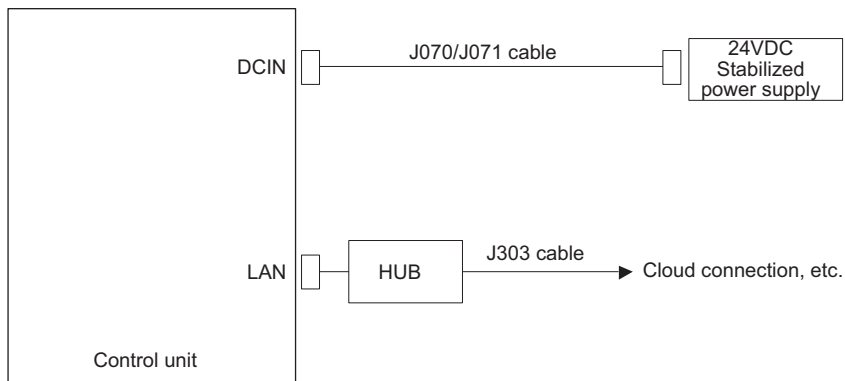 DCIN
J070/J071 cable
24VDC
Stabilized
power supply
LAN
HUB
J303 cable
Cloud connection, etc.
Control unit